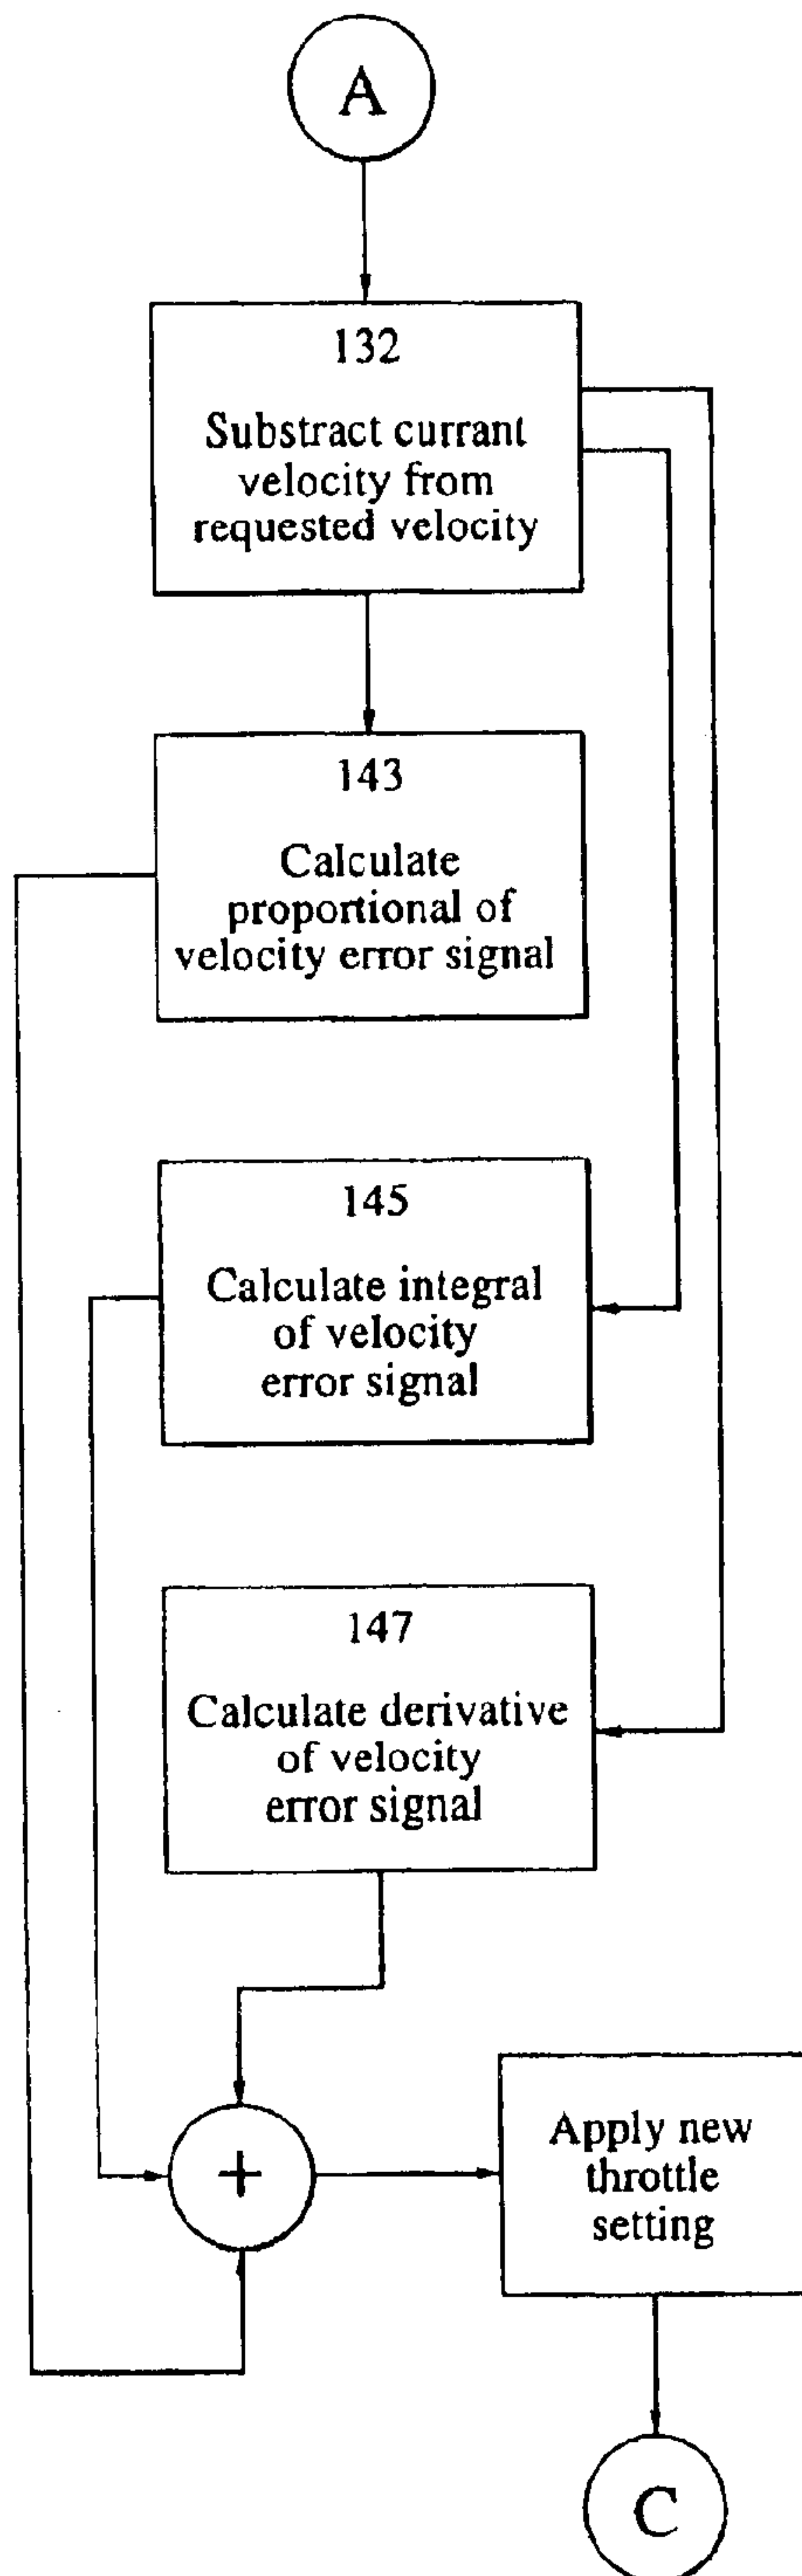 A
132
Substract currant
velocity from
requested velocity
143
Calculate
proportional of
velocity error signal
145
Calculate integral
of velocity
error signal
147
Calculate derivative
of velocity
error signal
+
Apply new
throttle
setting
C